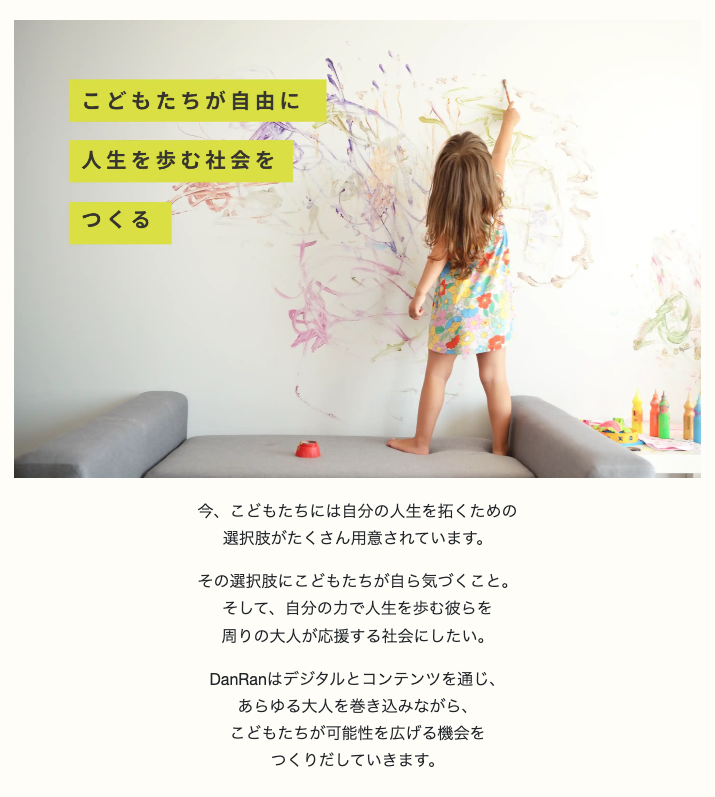 こどもたちが自由に
人生を歩む社会を
つくる
今、こどもたちには自分の人生を拓くための
選択肢がたくさん用意されています。
その選択肢にこどもたちが自ら気づくこと。
そして、自分の力で人生を歩む彼らを
周りの大人が応援する社会にしたい。
DanRanはデジタルとコンテンツを通じ、
あらゆる大人を巻き込みながら、
こどもたちが可能性を広げる機会を
つくりだしていきます。